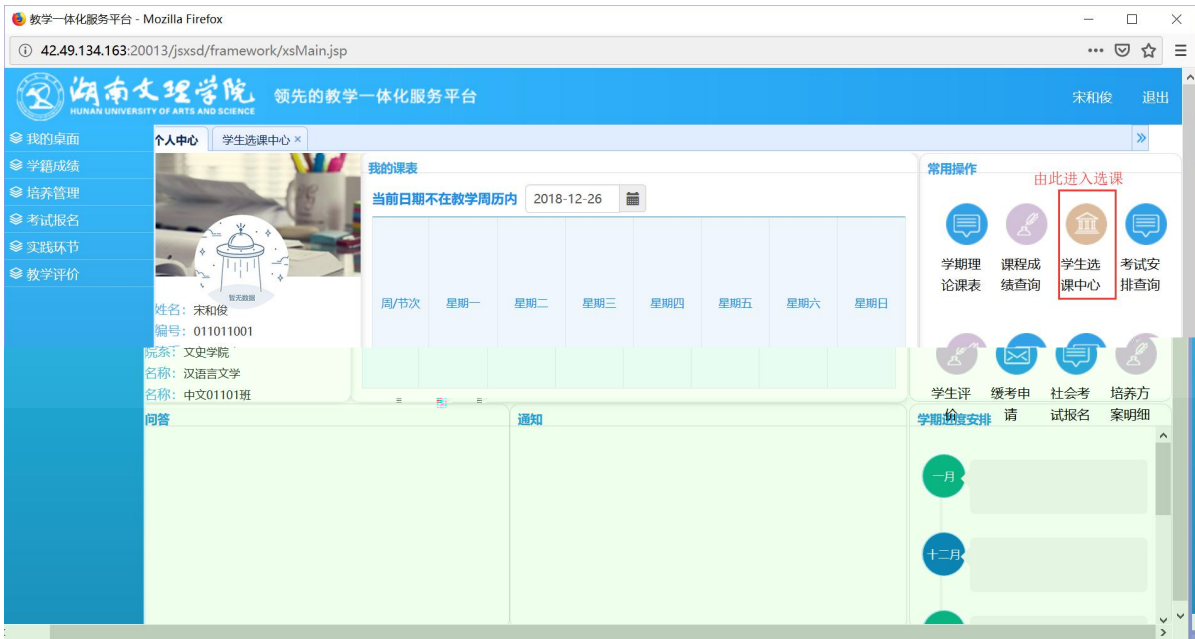 教学一体化服务平台 - Mozilla Firefox
42.49.134.163:20013/jsxsd/framework/xsMain.jsp
湖南文理学院
HUNAN UNIVERSITY OF ARTS AND SCIENCE
领先的教学一体化服务平台
宋和俊 退出
我的桌面
学籍成绩
培养管理
考试报名
实践环节
教学评价
个人中心 学生选课中心 ×
暂无数据
姓名：宋和俊
编号：011011001
院系：文史学院
名称：汉语言文学
名称：中文01101班
我的课表
当前日期不在教学周历内 2018-12-26
周/节次 星期一 星期二 星期三 星期四 星期五 星期六 星期日
常用操作
由此进入选课
学期理论课表
课程成绩查询
学生选课中心
考试安排查询
学生评价
缓考申请
社会考试报名
培养方案明细
问答
通知
学期进度安排
一月
十二月